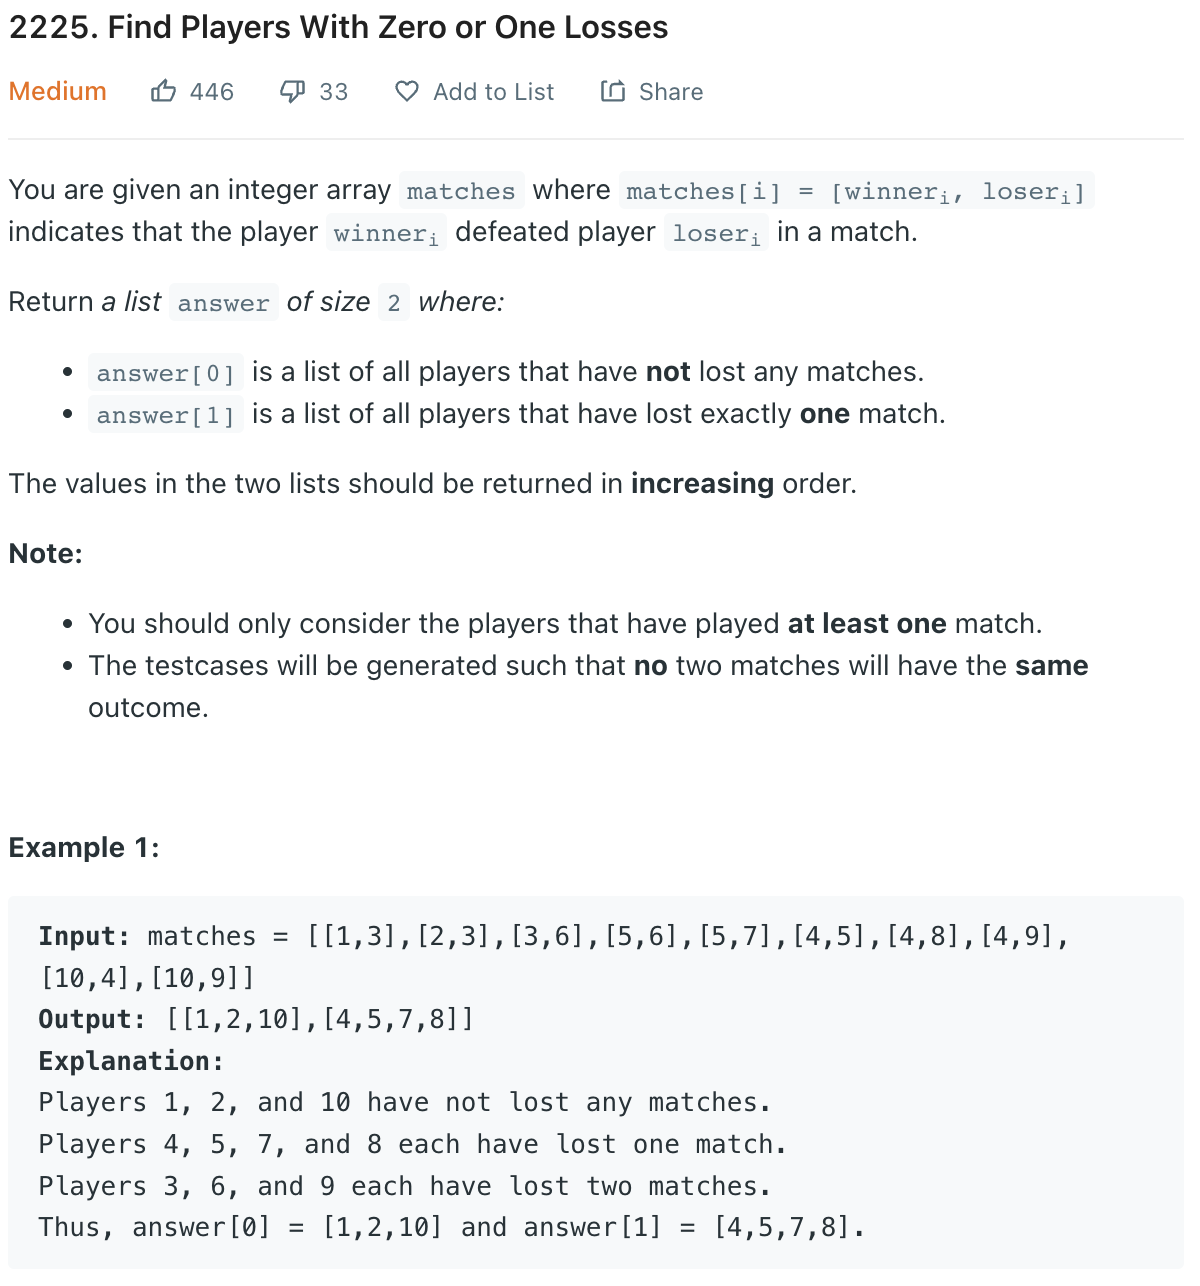 2225. Find Players With Zero or One Losses
Medium 446 33 Add to List Share
You are given an integer array matches where matches[i] = [winnerᵢ, loserᵢ]
indicates that the player winnerᵢ defeated player loserᵢ in a match.
Return a list answer of size 2 where:
• answer[0] is a list of all players that have not lost any matches.
• answer[1] is a list of all players that have lost exactly one match.
The values in the two lists should be returned in increasing order.
Note:
• You should only consider the players that have played at least one match.
• The testcases will be generated such that no two matches will have the same
outcome.
Example 1:
Input: matches = [[1,3],[2,3],[3,6],[5,6],[5,7],[4,5],[4,8],[4,9],
[10,4],[10,9]]
Output: [[1,2,10],[4,5,7,8]]
Explanation:
Players 1, 2, and 10 have not lost any matches.
Players 4, 5, 7, and 8 each have lost one match.
Players 3, 6, and 9 each have lost two matches.
Thus, answer[0] = [1,2,10] and answer[1] = [4,5,7,8].